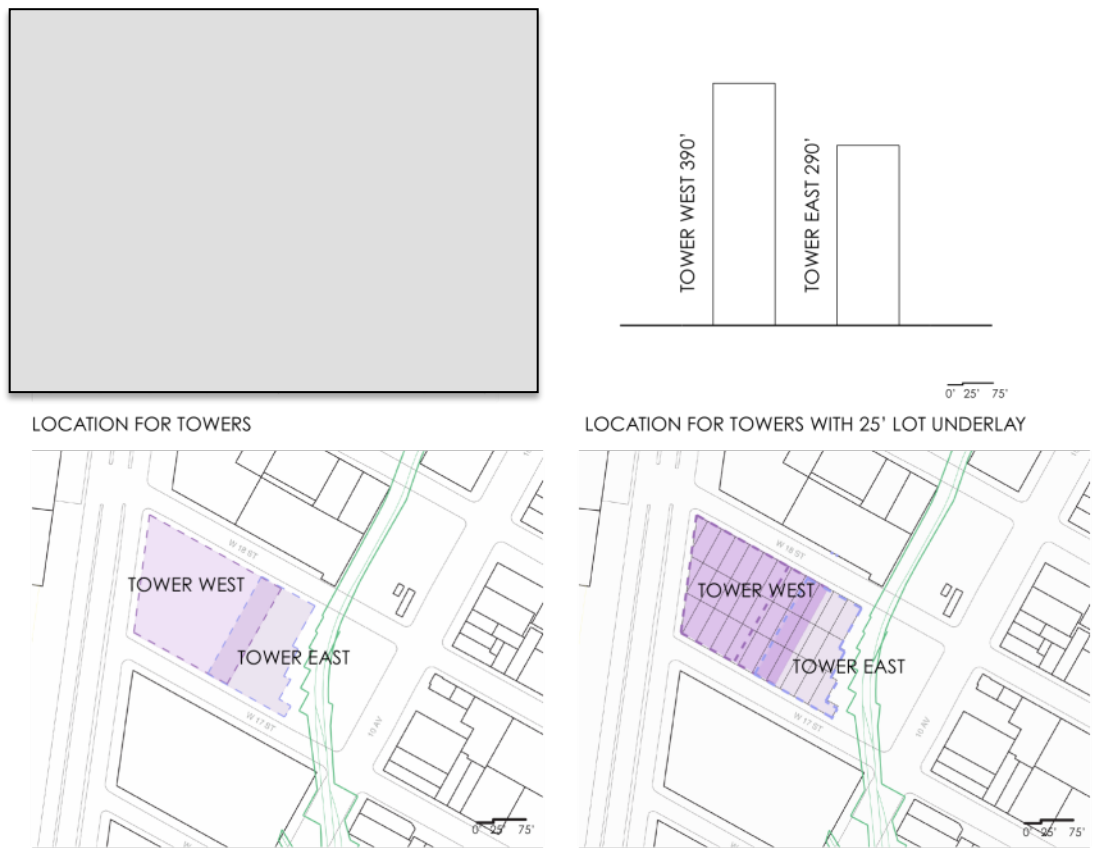 TOWER WEST 390’
TOWER EAST 290’
0’ 25’ 75’
LOCATION FOR TOWERS
LOCATION FOR TOWERS WITH 25’ LOT UNDERLAY
W 18 ST
TOWER WEST
TOWER EAST
W 17 ST
10 AV
0’ 25’ 75’
W 18 ST
TOWER WEST
TOWER EAST
W 17 ST
10 AV
0’ 25’ 75’